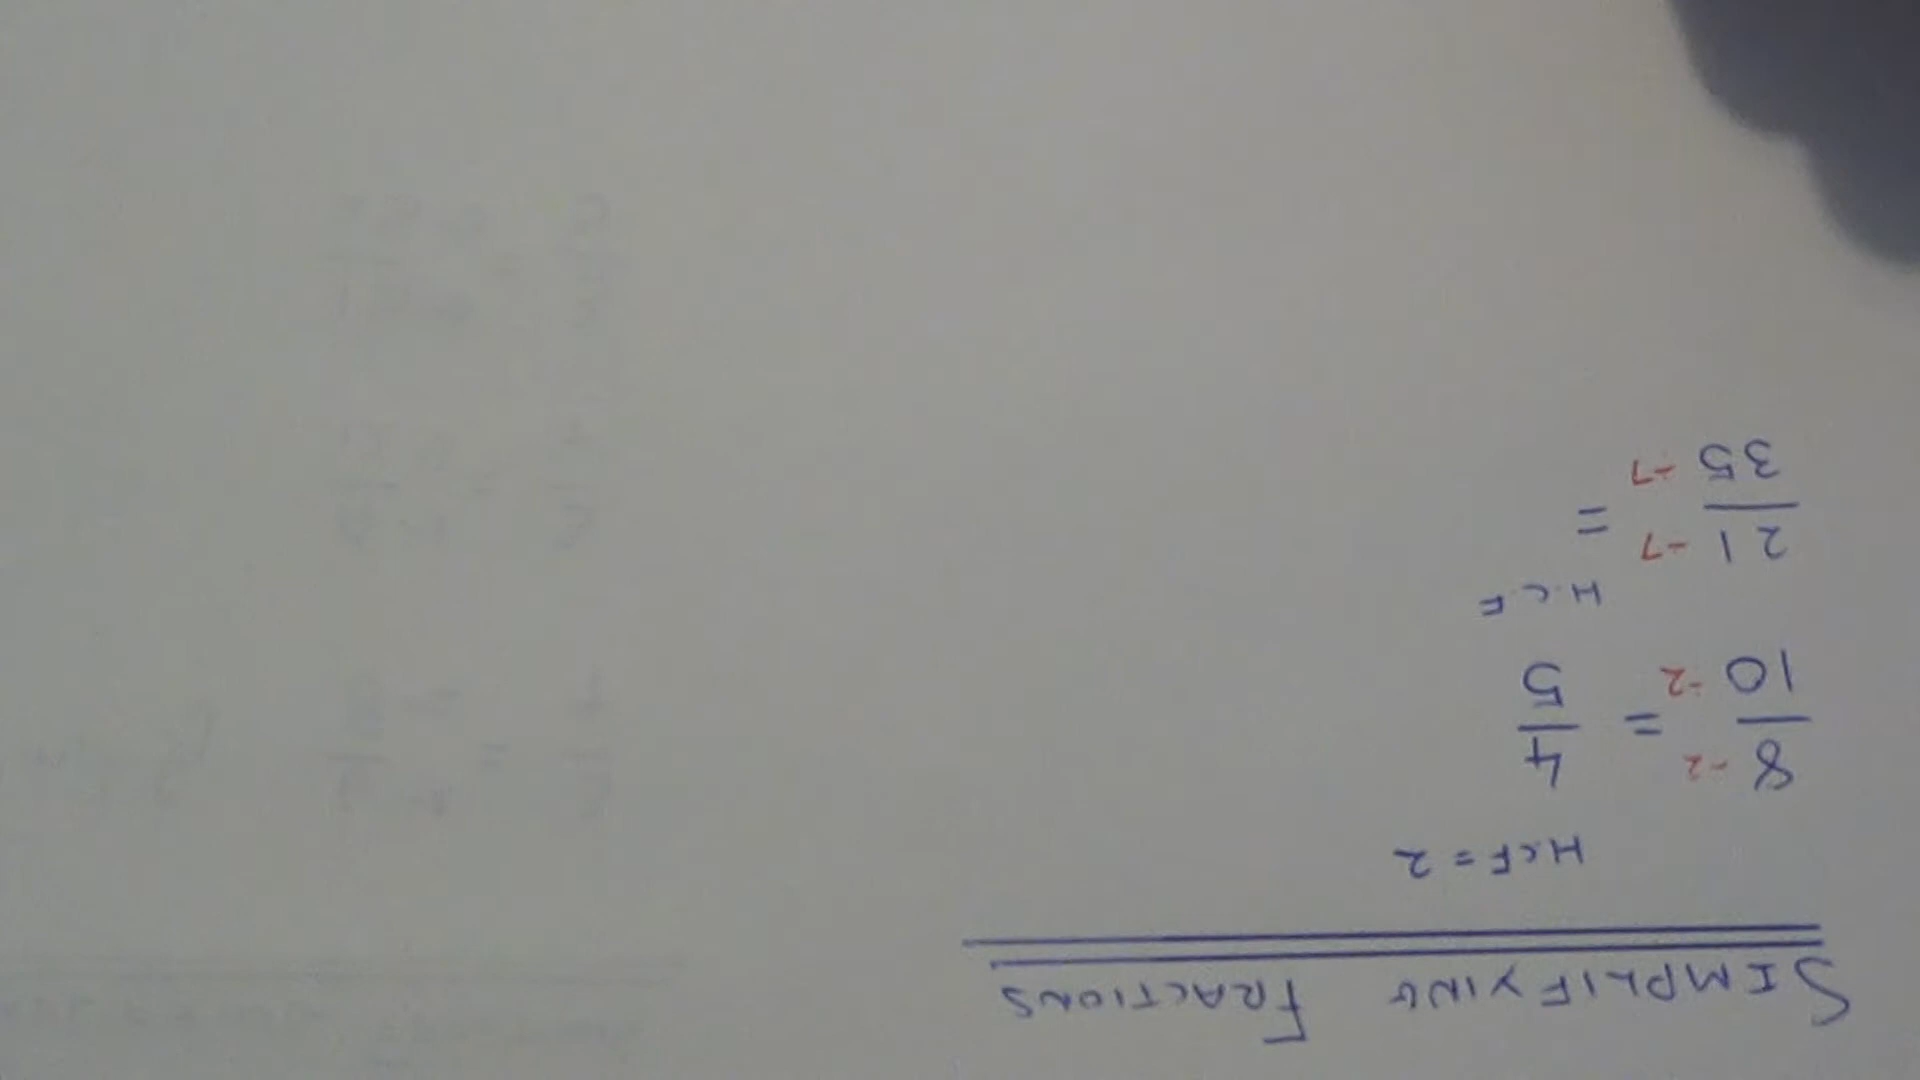 SIMPLIFYING FRACTIONS
HCF = 2
8 ÷2 = 4
10 ÷2 5
H.C.F
21 ÷7 =
35 ÷7